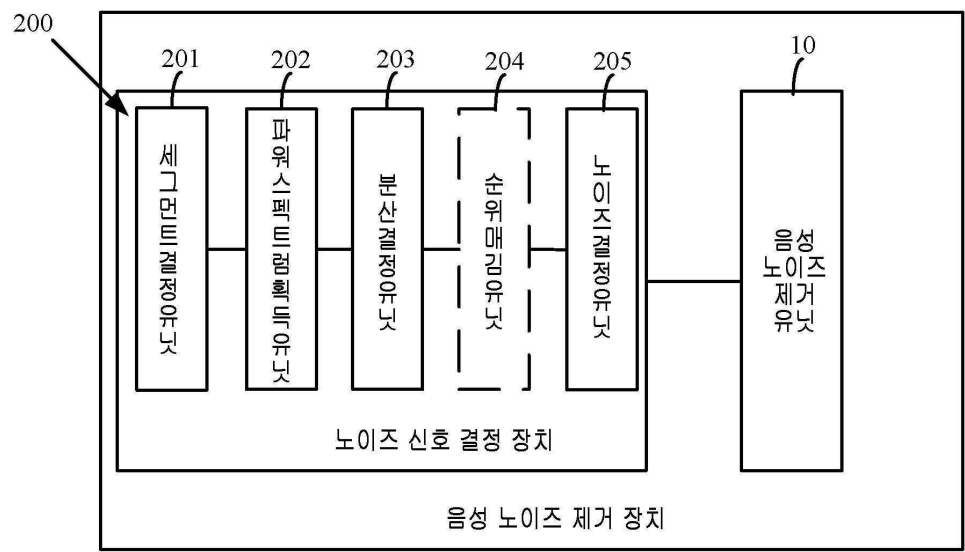 200
201
202
203
204
205
10
세그먼트결정유닛
파워스펙트럼획득유닛
분산결정유닛
순위매김유닛
노이즈결정유닛
음성
노이즈
제거
유닛
노이즈 신호 결정 장치
음성 노이즈 제거 장치